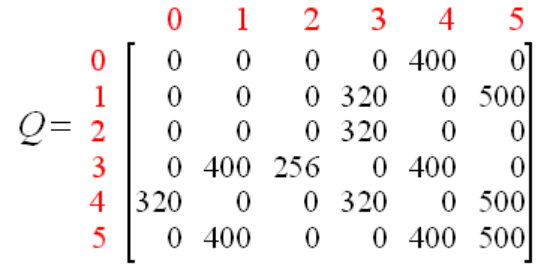 0 1 2 3 4 5
0 0 0 0 0 400 0
1 0 0 0 320 0 500
Q= 2 0 0 0 320 0 0
3 0 400 256 0 400 0
4 320 0 0 320 0 500
5 0 400 0 0 400 500